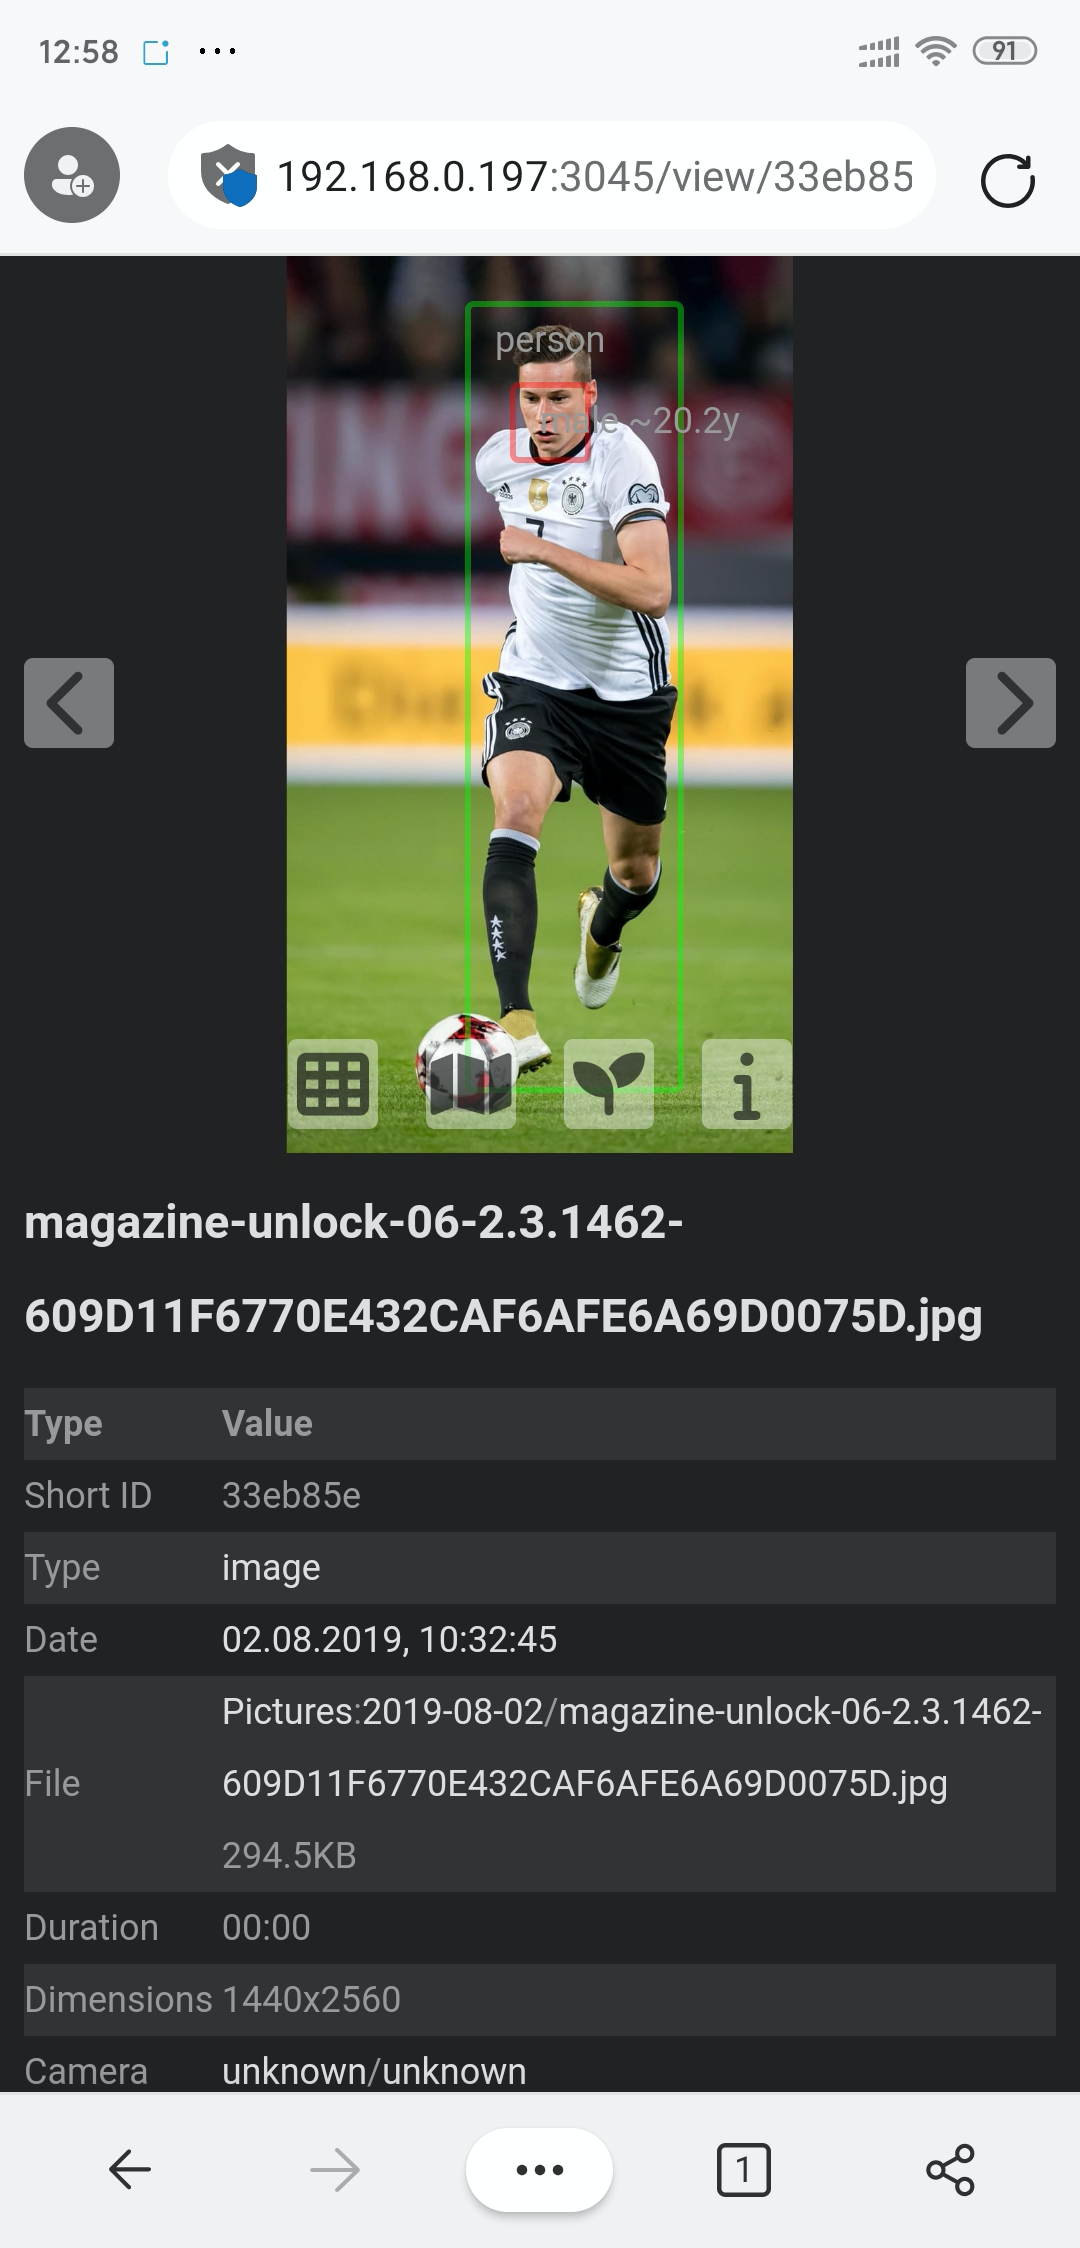 12:58
91
192.168.0.197:3045/view/33eb85
person
male ~20.2y
adidas
7
magazine-unlock-06-2.3.1462-
609D11F6770E432CAF6AFE6A69D0075D.jpg
Type Value
Short ID 33eb85e
Type image
Date 02.08.2019, 10:32:45
Pictures:2019-08-02/magazine-unlock-06-2.3.1462-
File 609D11F6770E432CAF6AFE6A69D0075D.jpg
294.5KB
Duration 00:00
Dimensions 1440x2560
Camera unknown/unknown
1